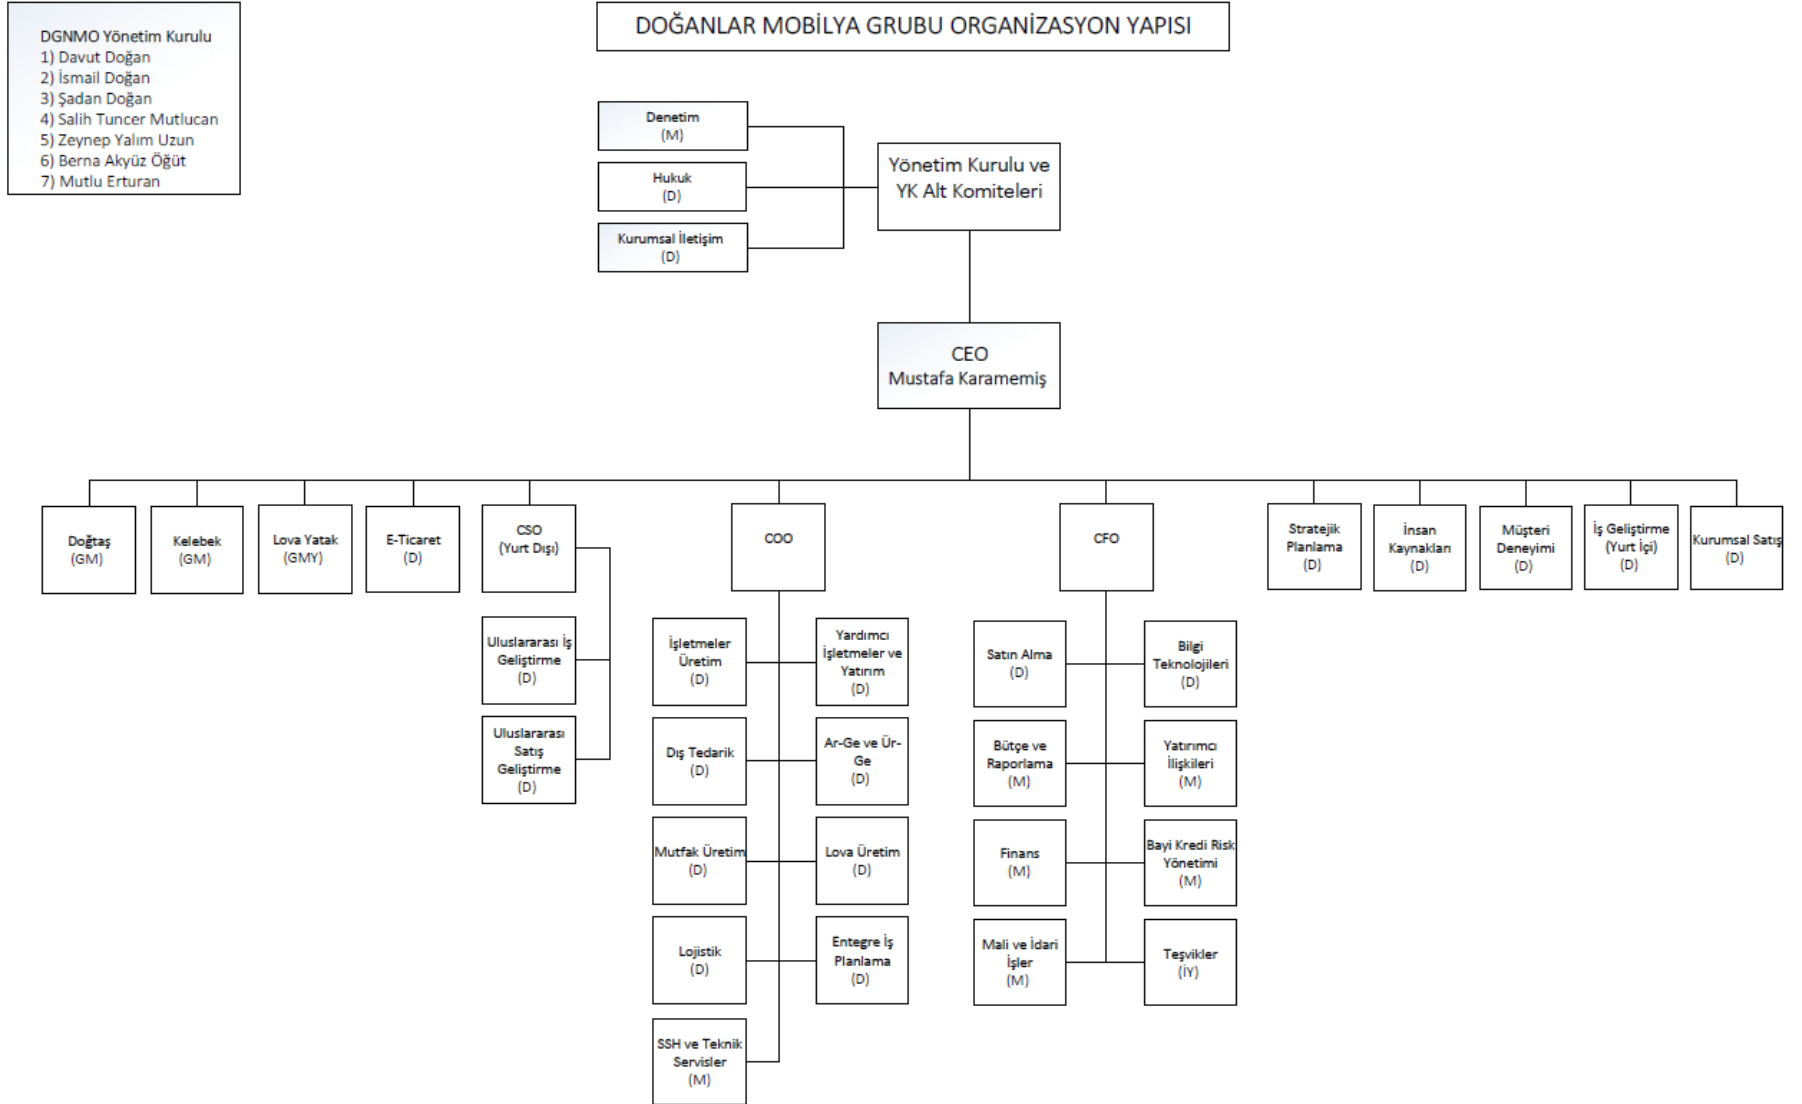 DGNMO Yönetim Kurulu
1) Davut Doğan
2) İsmail Doğan
3) Şadan Doğan
4) Salih Tuncer Mutlucan
5) Zeynep Yalım Uzun
6) Berna Akyüz Öğüt
7) Mutlu Erturan
DOĞANLAR MOBİLYA GRUBU ORGANİZASYON YAPISI
Denetim
(M)
Hukuk
(D)
Kurumsal İletişim
(D)
Yönetim Kurulu ve
YK Alt Komiteleri
CEO
Mustafa Karamemiş
Doğtaş
(GM)
Kelebek
(GM)
Lova Yatak
(GMY)
E-Ticaret
(D)
CSO
(Yurt Dışı)
COO
CFO
Stratejik
Planlama
(D)
İnsan
Kaynakları
(D)
Müşteri
Deneyimi
(D)
İş Geliştirme
(Yurt İçi)
(D)
Kurumsal Satış
(D)
Uluslararası İş
Geliştirme
(D)
Uluslararası
Satış
Geliştirme
(D)
İşletmeler
Üretim
(D)
Yardımcı
İşletmeler ve
Yatırım
(D)
Dış Tedarik
(D)
Ar-Ge ve Ür-
Ge
(D)
Mutfak Üretim
(D)
Lova Üretim
(D)
Lojistik
(D)
Entegre İş
Planlama
(D)
SSH ve Teknik
Servisler
(M)
Satın Alma
(D)
Bilgi
Teknolojileri
(D)
Bütçe ve
Raporlama
(M)
Yatırımcı
İlişkileri
(M)
Finans
(M)
Bayi Kredi Risk
Yönetimi
(M)
Mali ve İdari
İşler
(M)
Teşvikler
(İY)